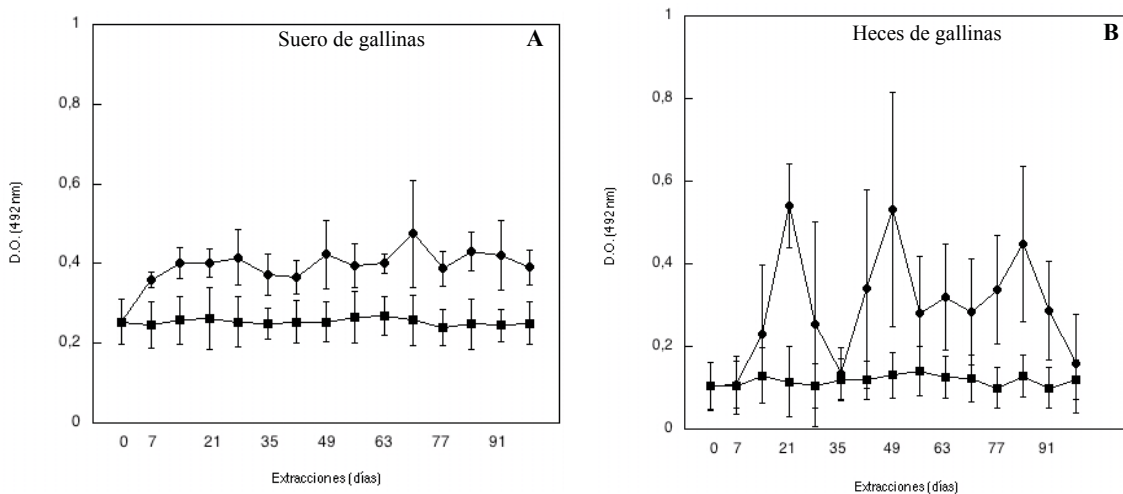 Suero de gallinas
A
1
0,8
0,6
0,4
0,2
0
D.O. (492 nm)
0 7 21 35 49 63 77 91
Extracciones (días)
Heces de gallinas
B
1
0,8
0,6
0,4
0,2
0
D.O. (492 nm)
0 7 21 35 49 63 77 91
Extracciones (días)